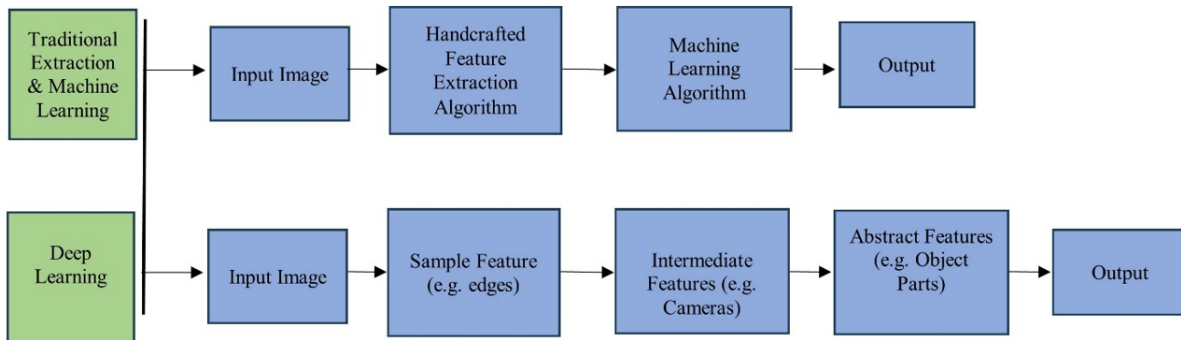 Traditional
Extraction
& Machine
Learning
Input Image
Handcrafted
Feature
Extraction
Algorithm
Machine
Learning
Algorithm
Output
Deep
Learning
Input Image
Sample Feature
(e.g. edges)
Intermediate
Features (e.g.
Cameras)
Abstract Features
(e.g. Object
Parts)
Output